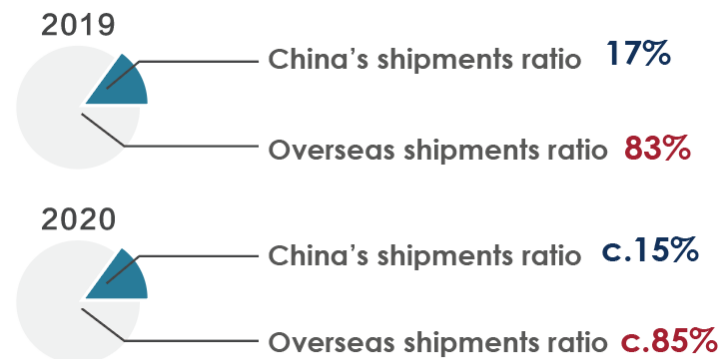 2019
China’s shipments ratio 17%
Overseas shipments ratio 83%
2020
China’s shipments ratio c.15%
Overseas shipments ratio c.85%